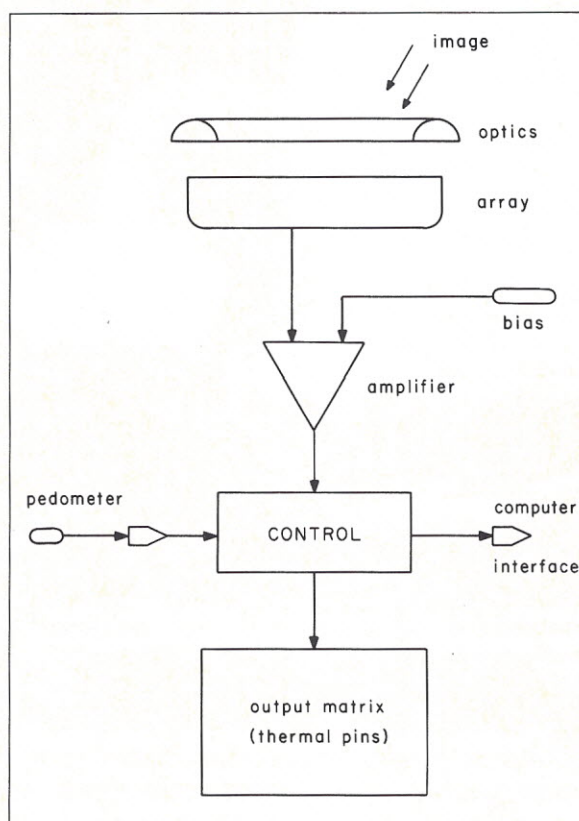 image
optics
array
bias
amplifier
pedometer
CONTROL
computer
interface
output matrix
(thermal pins)